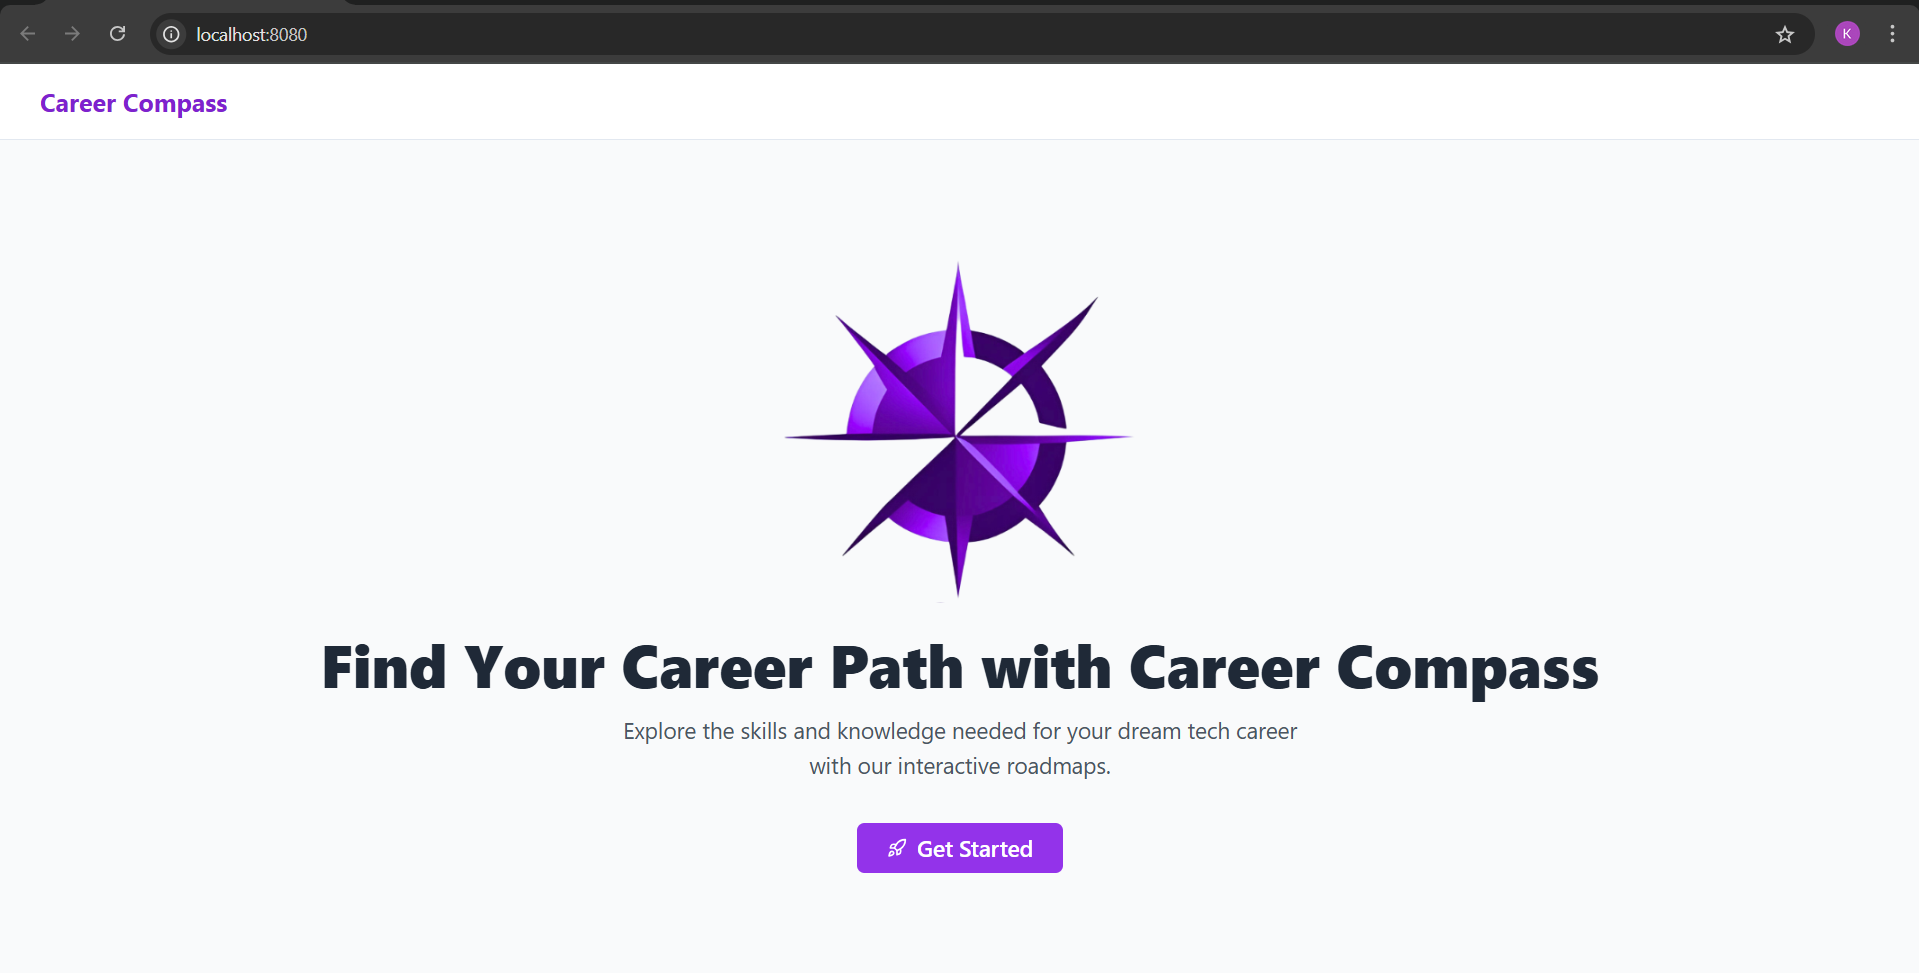 localhost:8080
K
Career Compass
Find Your Career Path with Career Compass
Explore the skills and knowledge needed for your dream tech career
with our interactive roadmaps.
Get Started